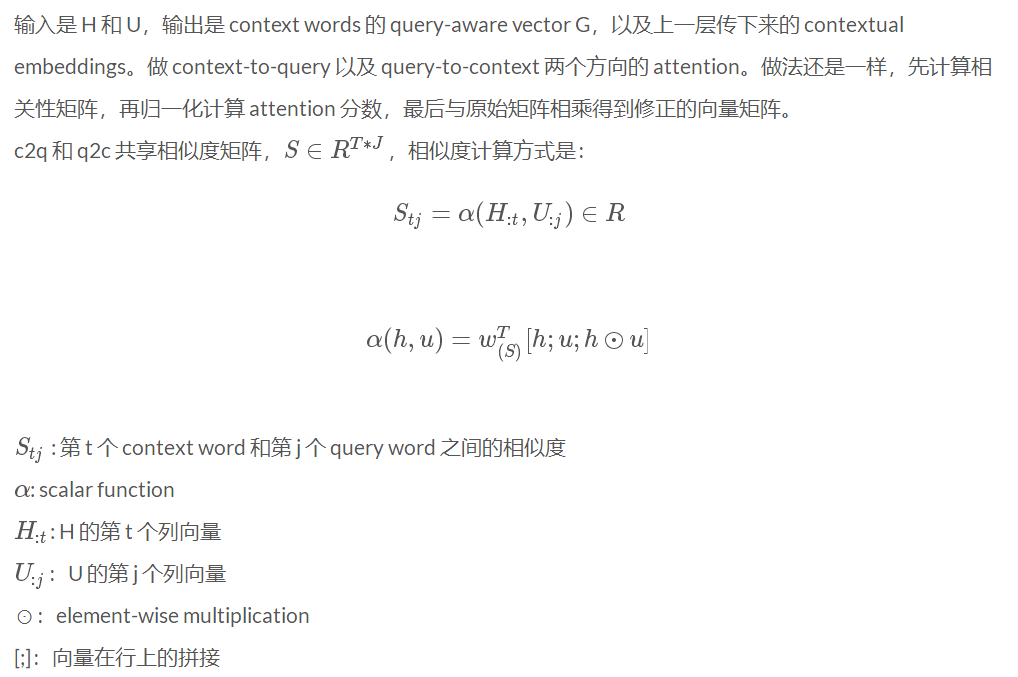 输入是 H 和 U，输出是 context words 的 query-aware vector G，以及上一层传下来的 contextual
embeddings。做 context-to-query 以及 query-to-context 两个方向的 attention。做法还是一样，先计算相
关性矩阵，再归一化计算 attention 分数，最后与原始矩阵相乘得到修正的向量矩阵。
c2q 和 q2c 共享相似度矩阵，$S \in R^{T*J}$，相似度计算方式是：
$S_{tj} = \alpha(H_{:t}, U_{:j}) \in R$
$\alpha(h, u) = w_{(S)}^T[h; u; h \odot u]$
$S_{tj}$ : 第 t 个 context word 和第 j 个 query word 之间的相似度
$\alpha$: scalar function
$H_{:t}$ : H 的第 t 个列向量
$U_{:j}$ ： U 的第 j 个列向量
⊙： element-wise multiplication
[;]： 向量在行上的拼接